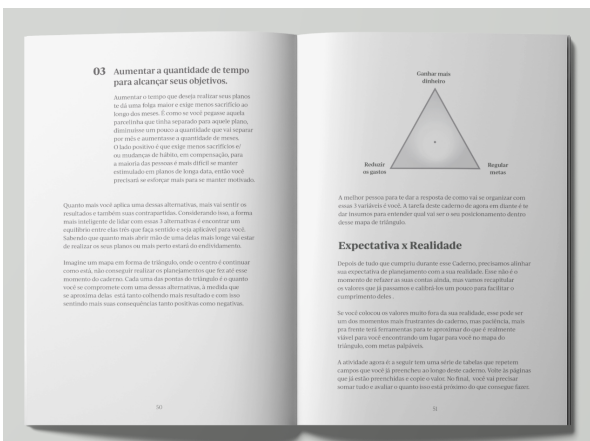 03 Aumentar a quantidade de tempo
para alcançar seus objetivos.
Aumentar o tempo que deseja realizar seus planos
te dá uma folga maior e exige menos sacrifício ao
longo dos meses. É como se você pegasse aquela
parcelinha que tinha separado para aquele plano,
diminuísse um pouco a quantidade que vai separar
por mês e aumentasse a quantidade de meses.
O lado positivo é que exige menos sacrifícios e/
ou mudanças de hábito, em compensação, para
a maioria das pessoas é mais difícil se manter
estimulado em planos de longa data, então você
precisará se esforçar mais para se manter motivado.
Quanto mais você aplica uma dessas alternativas, mais vai sentir os
resultados e também suas contrapartidas. Considerando isso, a forma
mais inteligente de lidar com essas 3 alternativas é encontrar um
equilíbrio entre elas três que faça sentido e seja aplicável para você.
Sabendo que quanto mais abrir mão de uma delas mais longe vai estar
de realizar os seus planos ou mais perto estará do endividamento.
Imagine um mapa em forma de triângulo, onde o centro é continuar
como está, não conseguir realizar os planejamentos que fez até esse
momento do caderno. Cada uma das pontas do triângulo é o quanto
você se compromete com uma dessas alternativas, à medida que
se aproxima delas está tanto colhendo mais resultado e com isso
sentindo mais suas consequências tanto positivas como negativas.
50
Ganhar mais
dinheiro
Reduzir
os gastos
Regular
metas
A melhor pessoa para te dar a resposta de como vai se organizar com
essas 3 variáveis é você. A tarefa deste caderno de agora em diante é te
dar insumos para entender qual vai ser o seu posicionamento dentro
desse mapa de triângulo.
Expectativa x Realidade
Depois de tudo que cumpriu durante esse Caderno, precisamos alinhar
sua expectativa de planejamento com a sua realidade. Esse não é o
momento de refazer as suas contas ainda, mas vamos recapitular
os valores que já passamos e calibrá-los um pouco para facilitar o
cumprimento deles.
Se você colocou os valores muito fora da sua realidade, esse pode ser
um dos momentos mais frustrantes do caderno, mas paciência, mais
pra frente terá ferramentas para te aproximar do que é realmente
viável para você encontrando um lugar para você no mapa do
triângulo, com metas palpáveis.
A atividade agora é: a seguir tem uma série de tabelas que repetem
campos que você já preencheu ao longo deste caderno. Volte às páginas
que já estão preenchidas e copie o valor. No final, você vai precisar
somar tudo e avaliar o quanto isso está próximo do que consegue fazer.
51